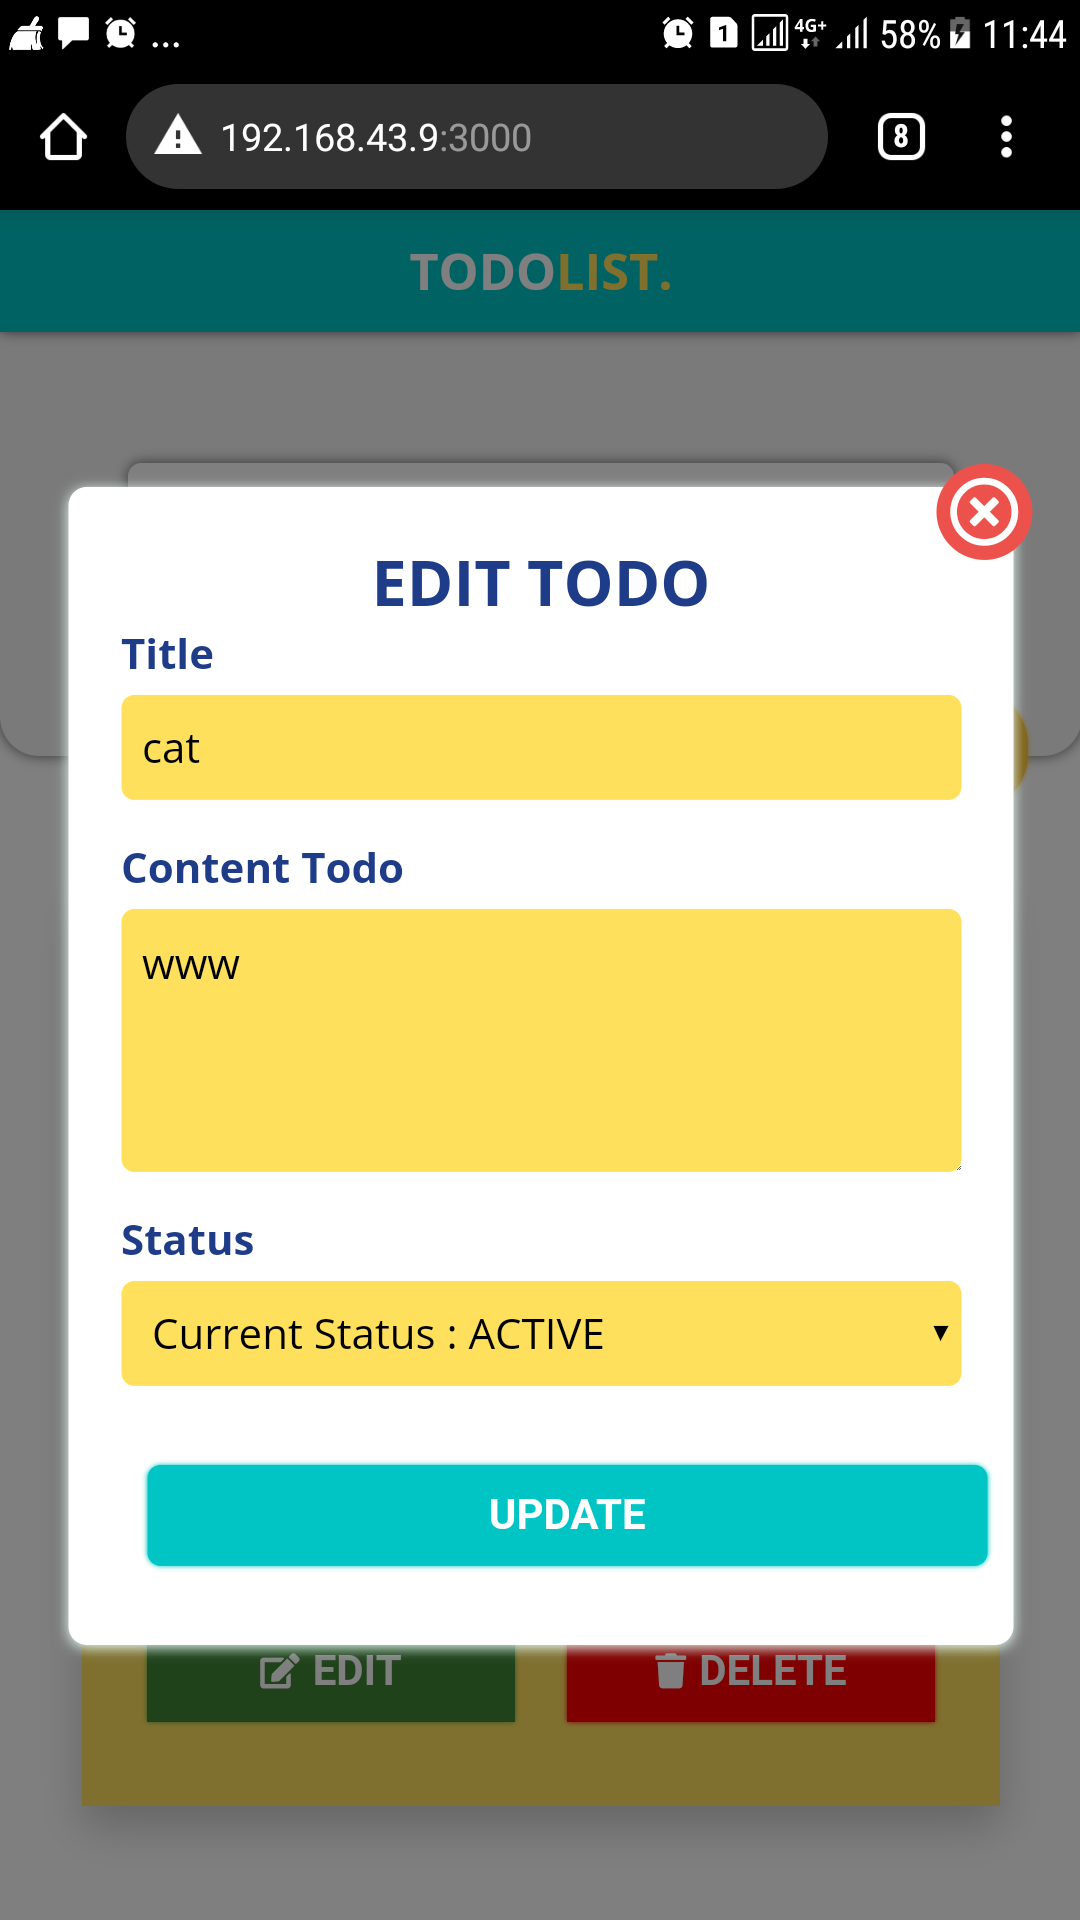 ... 1 4G+ 58% 11:44
192.168.43.9:3000 8
TODOLIST.
EDIT TODO
Title
cat
Content Todo
www
Status
Current Status : ACTIVE
UPDATE
EDIT DELETE